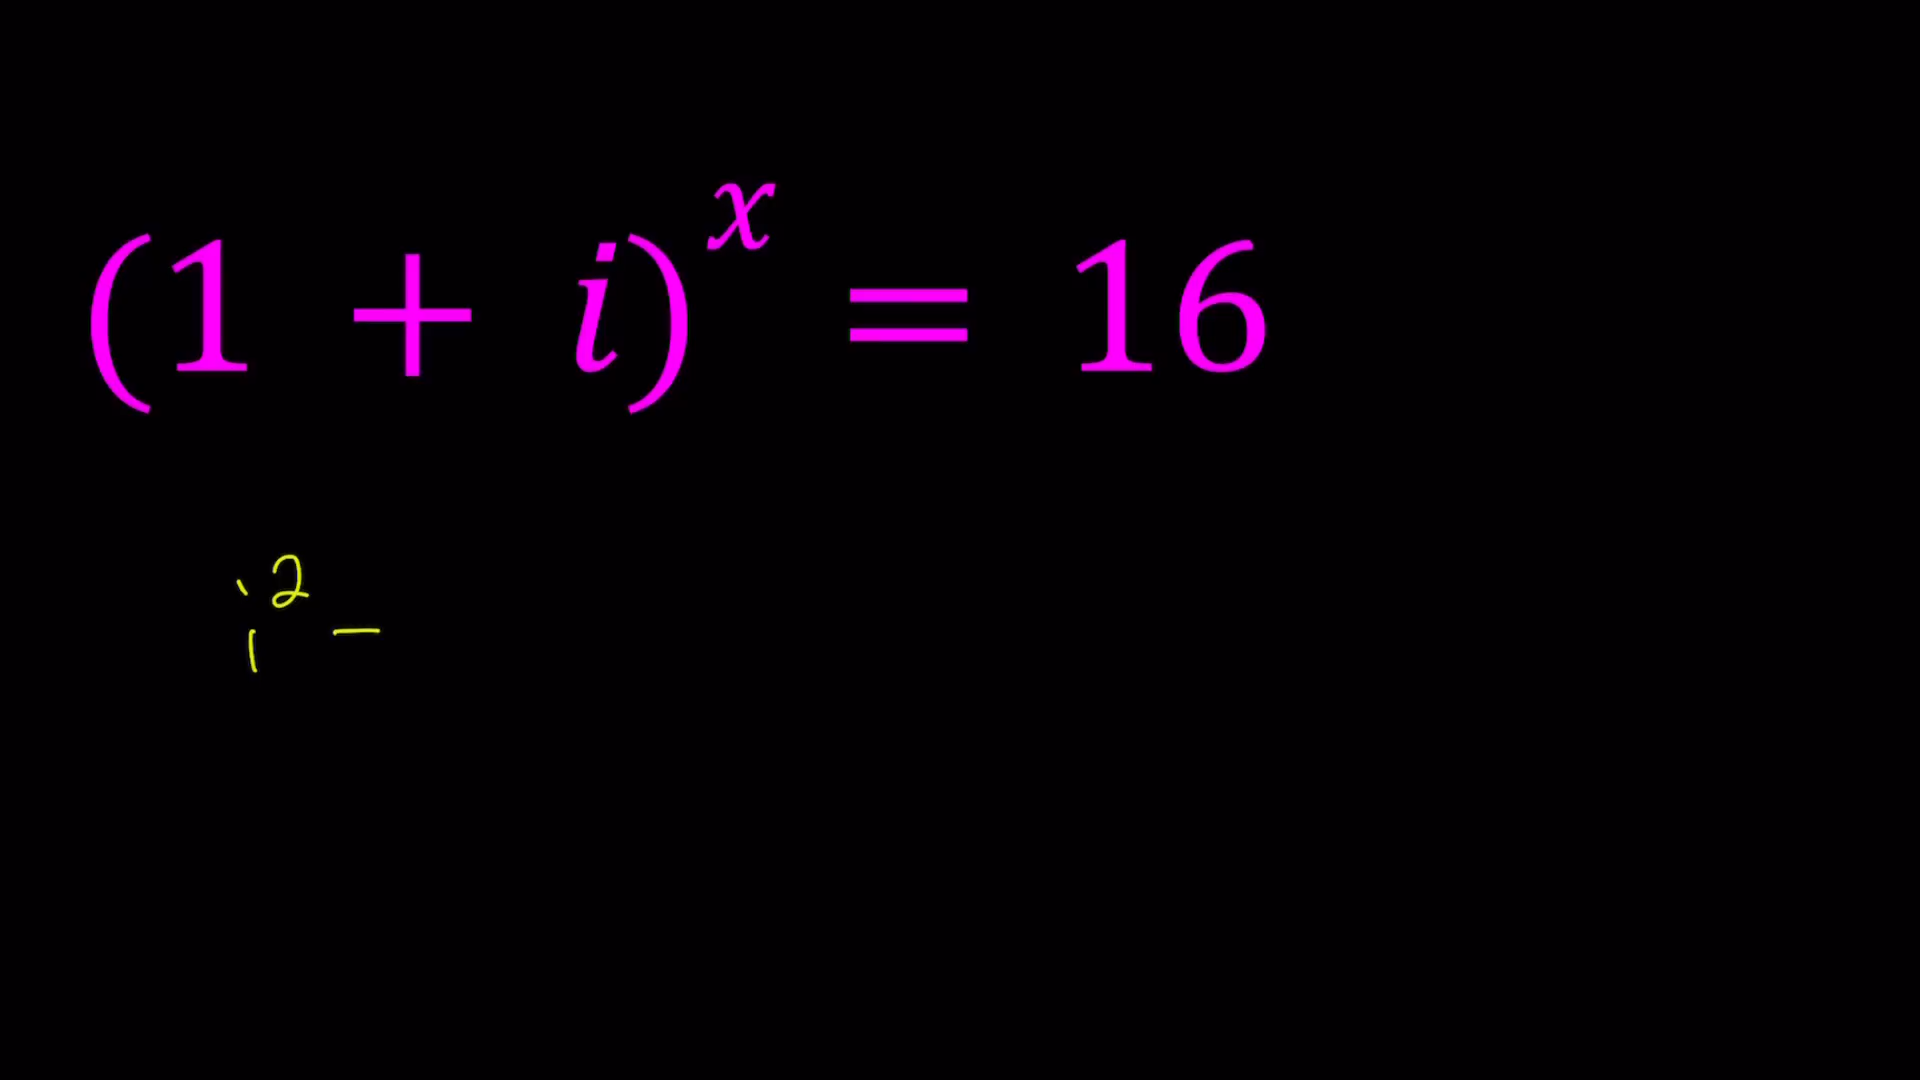 (1 + i)^x = 16
i^2 –